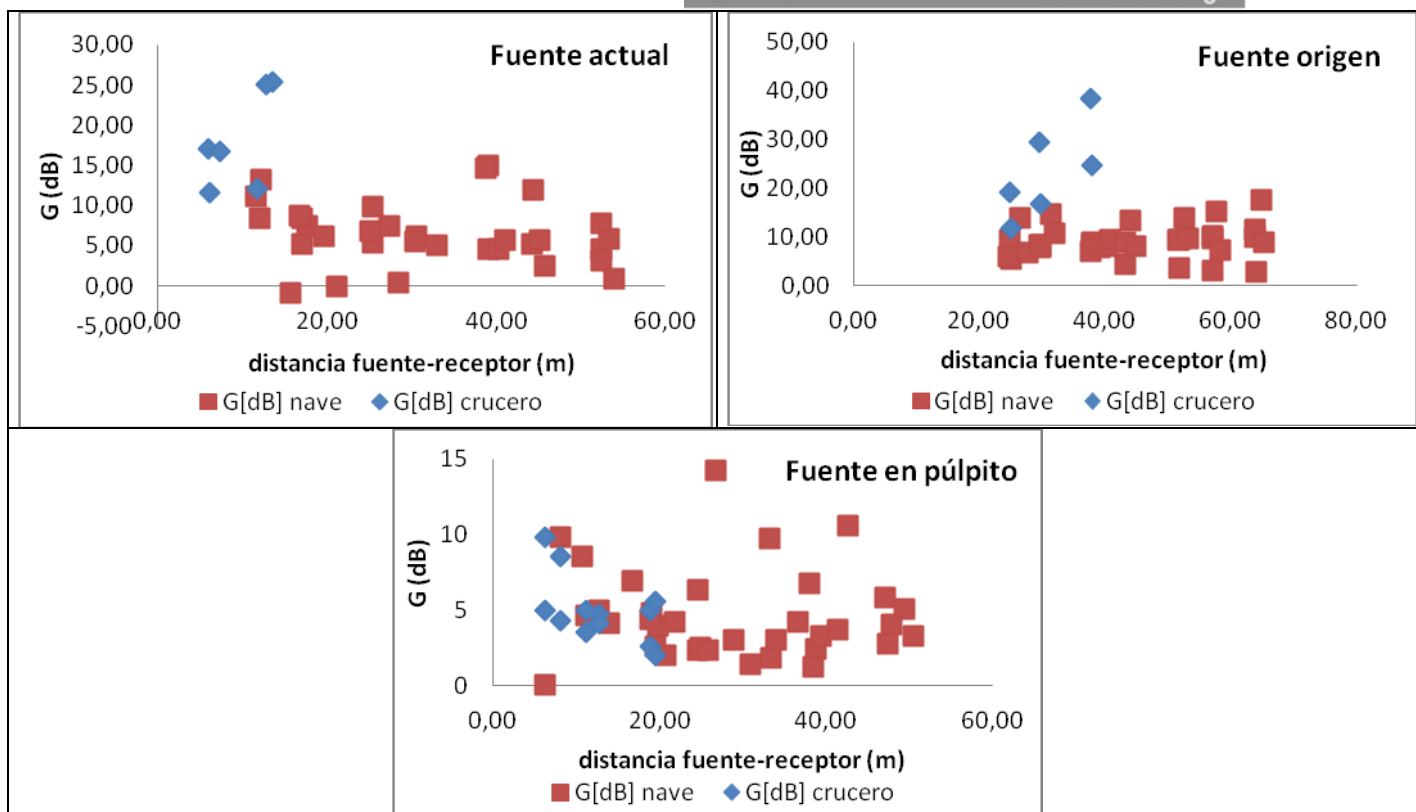 Fuente actual
30,00
25,00
20,00
15,00
10,00
5,00
0,00
-5,00
G (dB)
0,00 20,00 40,00 60,00
distancia fuente-receptor (m)
G[dB] nave G[dB] crucero
Fuente origen
50,00
40,00
30,00
20,00
10,00
0,00
G (dB)
0,00 20,00 40,00 60,00 80,00
distancia fuente-receptor (m)
G[dB] nave G[dB] crucero
Fuente en púlpito
15
10
5
0
G (dB)
0,00 20,00 40,00 60,00
distancia fuente-receptor (m)
G[dB] nave G[dB] crucero